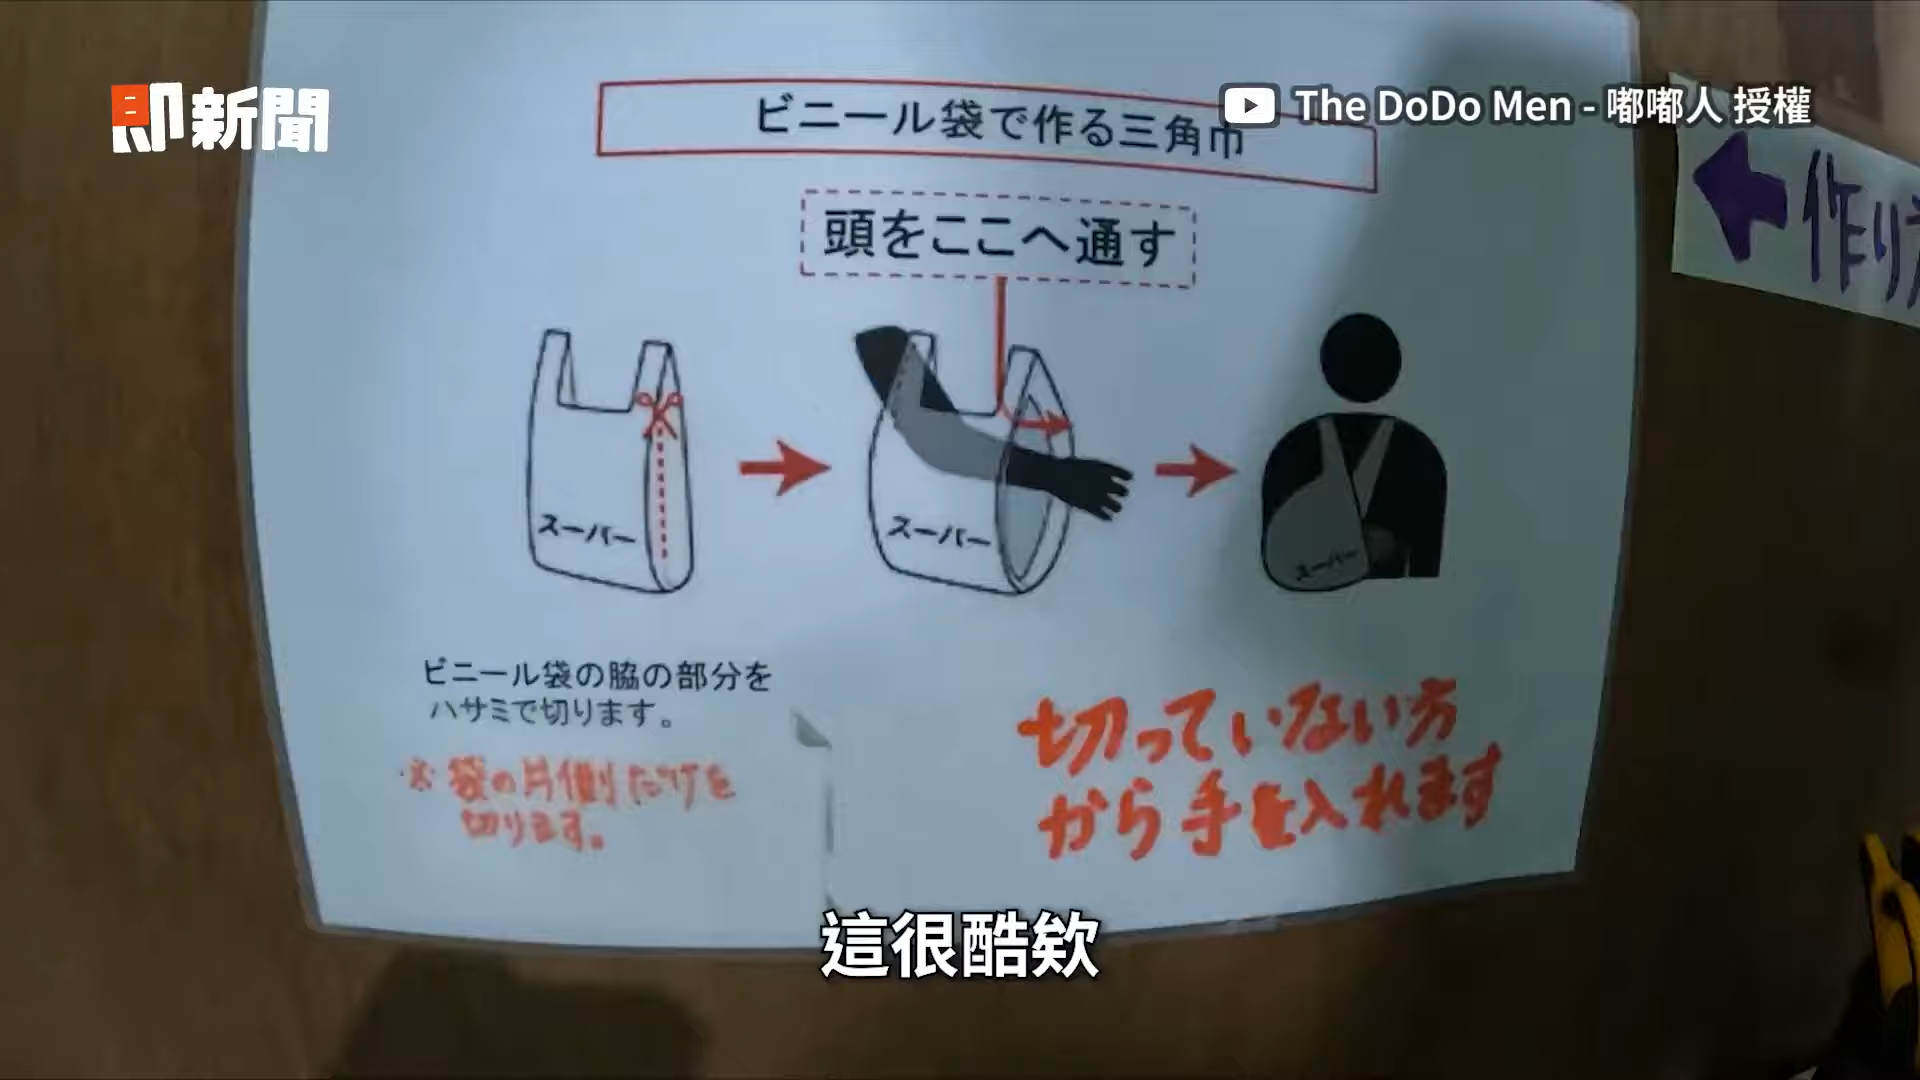 即新聞
The DoDo Men - 嘟嘟人 授權
ビニール袋で作る三角巾
頭をここへ通す
作り方
スーパー
スーパー
スーパー
ビニール袋の脇の部分を
ハサミで切ります。
※袋の片側だけを
切ります。
切っていない方
から手を入れます
這很酷欸